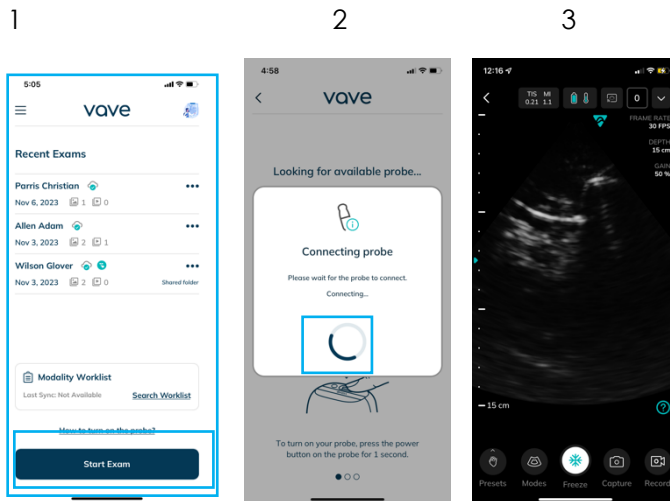 1
2
3
5:05
vave
Recent Exams
Parris Christian
Nov 6, 2023 1 0
Allen Adam
Nov 3, 2023 2 1
Wilson Glover
Nov 3, 2023 2 0 Shared folder
Modality Worklist
Last Sync: Not Available Search Worklist
How to turn on the probe?
Start Exam
4:58
vave
Looking for available probe...
Connecting probe
Please wait for the probe to connect.
Connecting...
To turn on your probe, press the power
button on the probe for 1 second.
12:16
TIS MI
0.21 1.1
0
FRAME RATE
30 FPS
DEPTH
15 cm
GAIN
50 %
15 cm
?
Presets Modes Freeze Capture Record